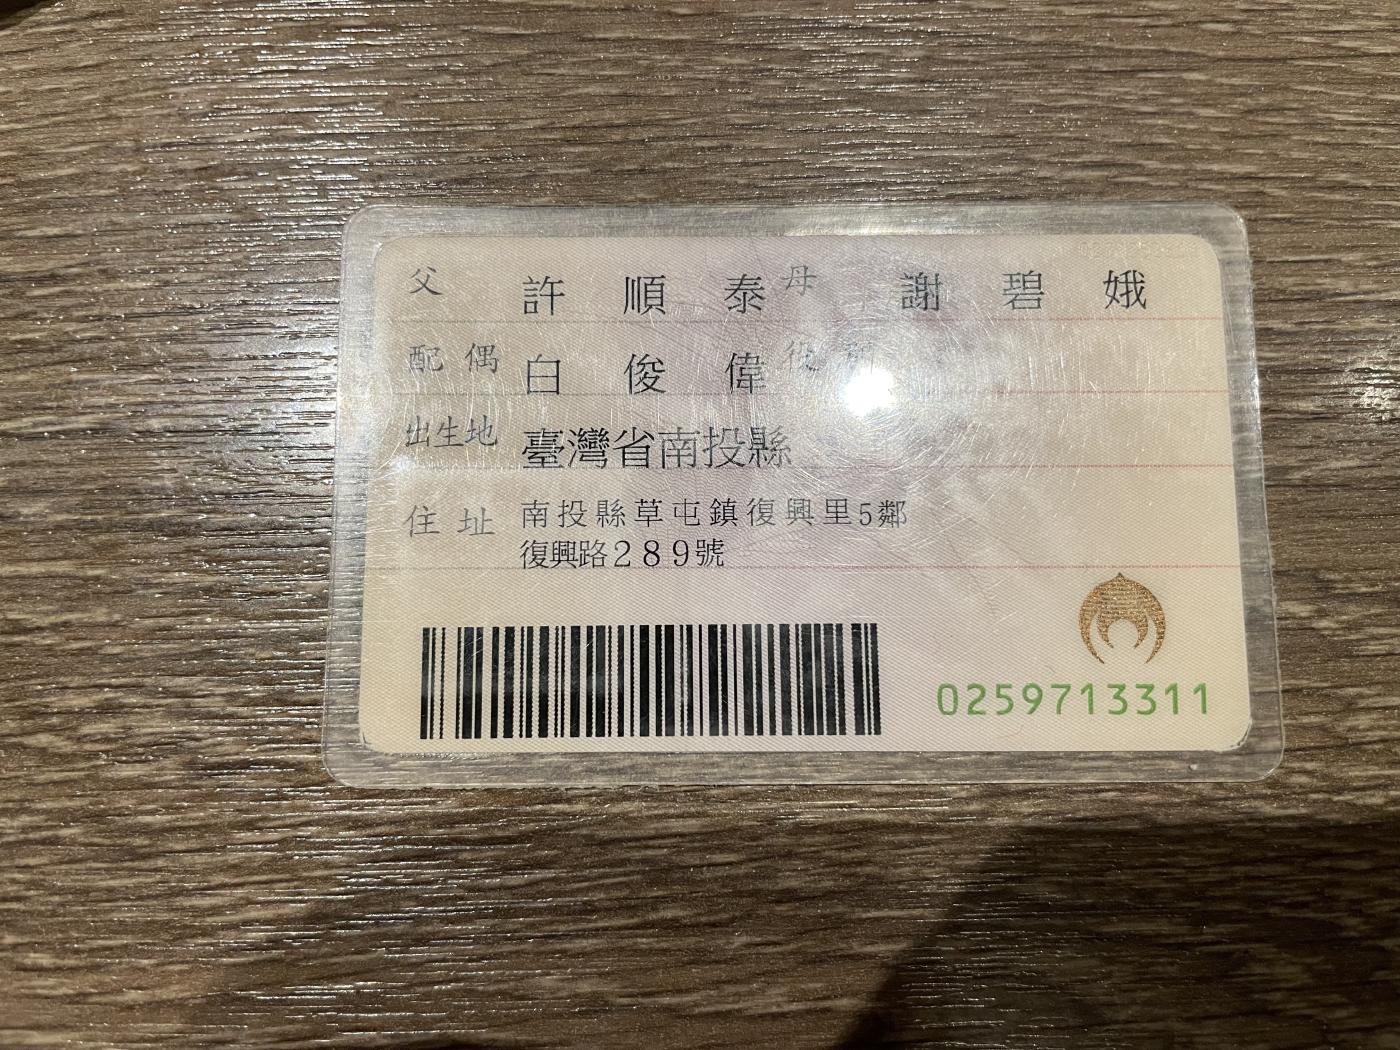 父 許順泰 母 謝碧娥
配偶 白俊偉 役別
出生地 臺灣省南投縣
住址 南投縣草屯鎮復興里5鄰
復興路289號
0259713311